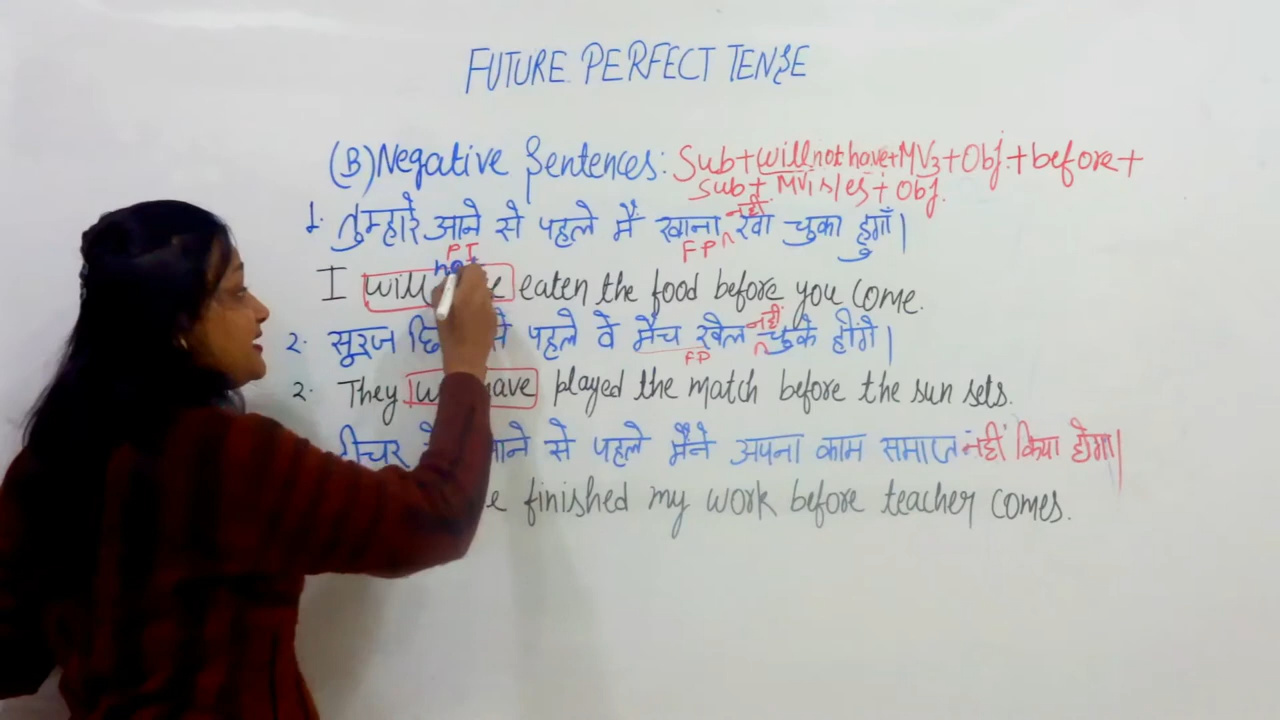 FUTURE PERFECT TENSE
(B) Negative Sentences: Sub+will not have+MV3+Obj.+before+
Sub+ MV1 s/es+ Obj.
1. तुम्हारे आने से पहले मैं खाना नहीं खा चुका हुगाँ।
PI FP
not
I will eaten the food before you come.
2. सूरज से पहले वे मैच खेल नहीं चुके होंगे।
FP
2. They have played the match before the sun sets.
टीचर आने से पहले मैंने अपना काम समाप्त नहीं किया होगा।
finished my work before teacher comes.